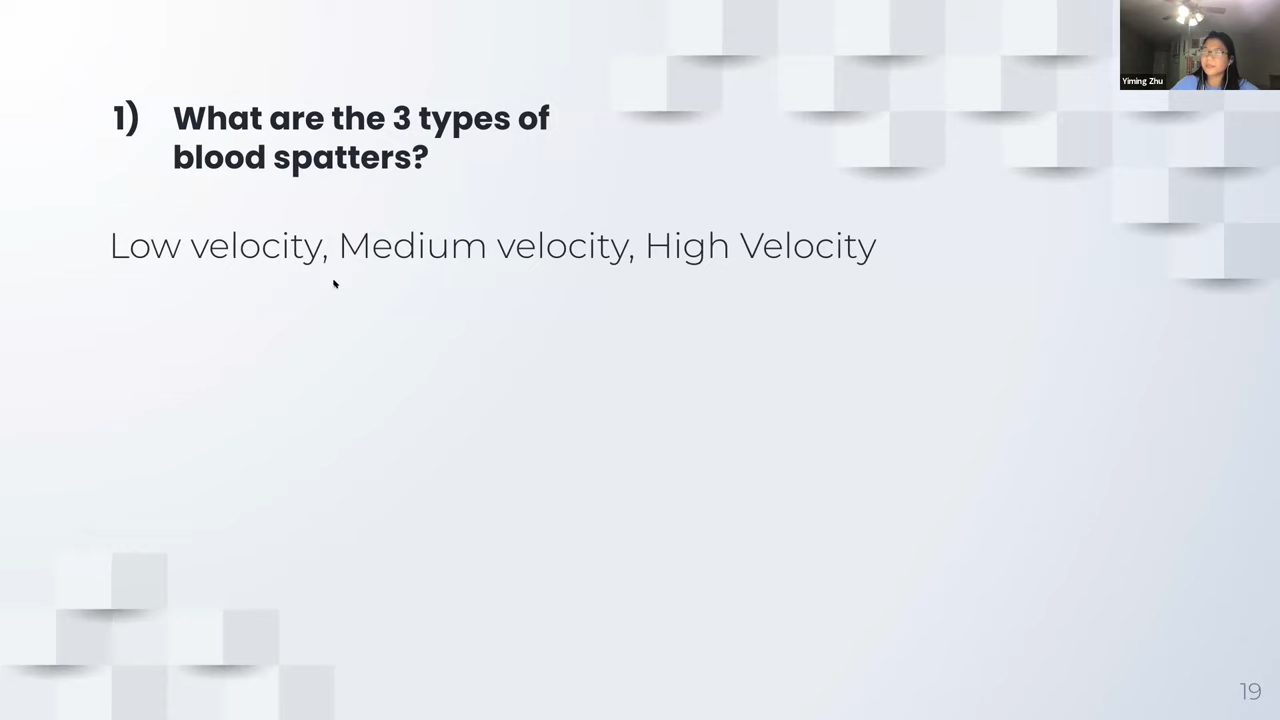 Yiming Zhu
1) What are the 3 types of
blood spatters?
Low velocity, Medium velocity, High Velocity
19